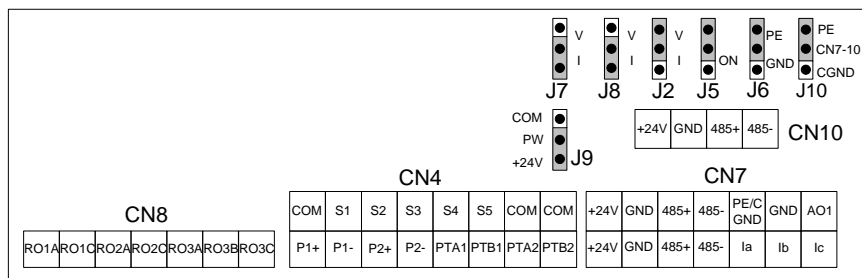 V V V PE PE
I I I ON GND CN7-10
CGND
J7 J8 J2 J5 J6 J10
COM
PW
+24V
J9
+24V GND 485+ 485- CN10
CN4 CN7
CN8
COM S1 S2 S3 S4 S5 COM COM +24V GND 485+ 485- PE/C GND GND AO1
RO1A RO1C RO2A RO2C RO3A RO3B RO3C P1+ P1- P2+ P2- PTA1 PTB1 PTA2 PTB2 +24V GND 485+ 485- Ia Ib Ic